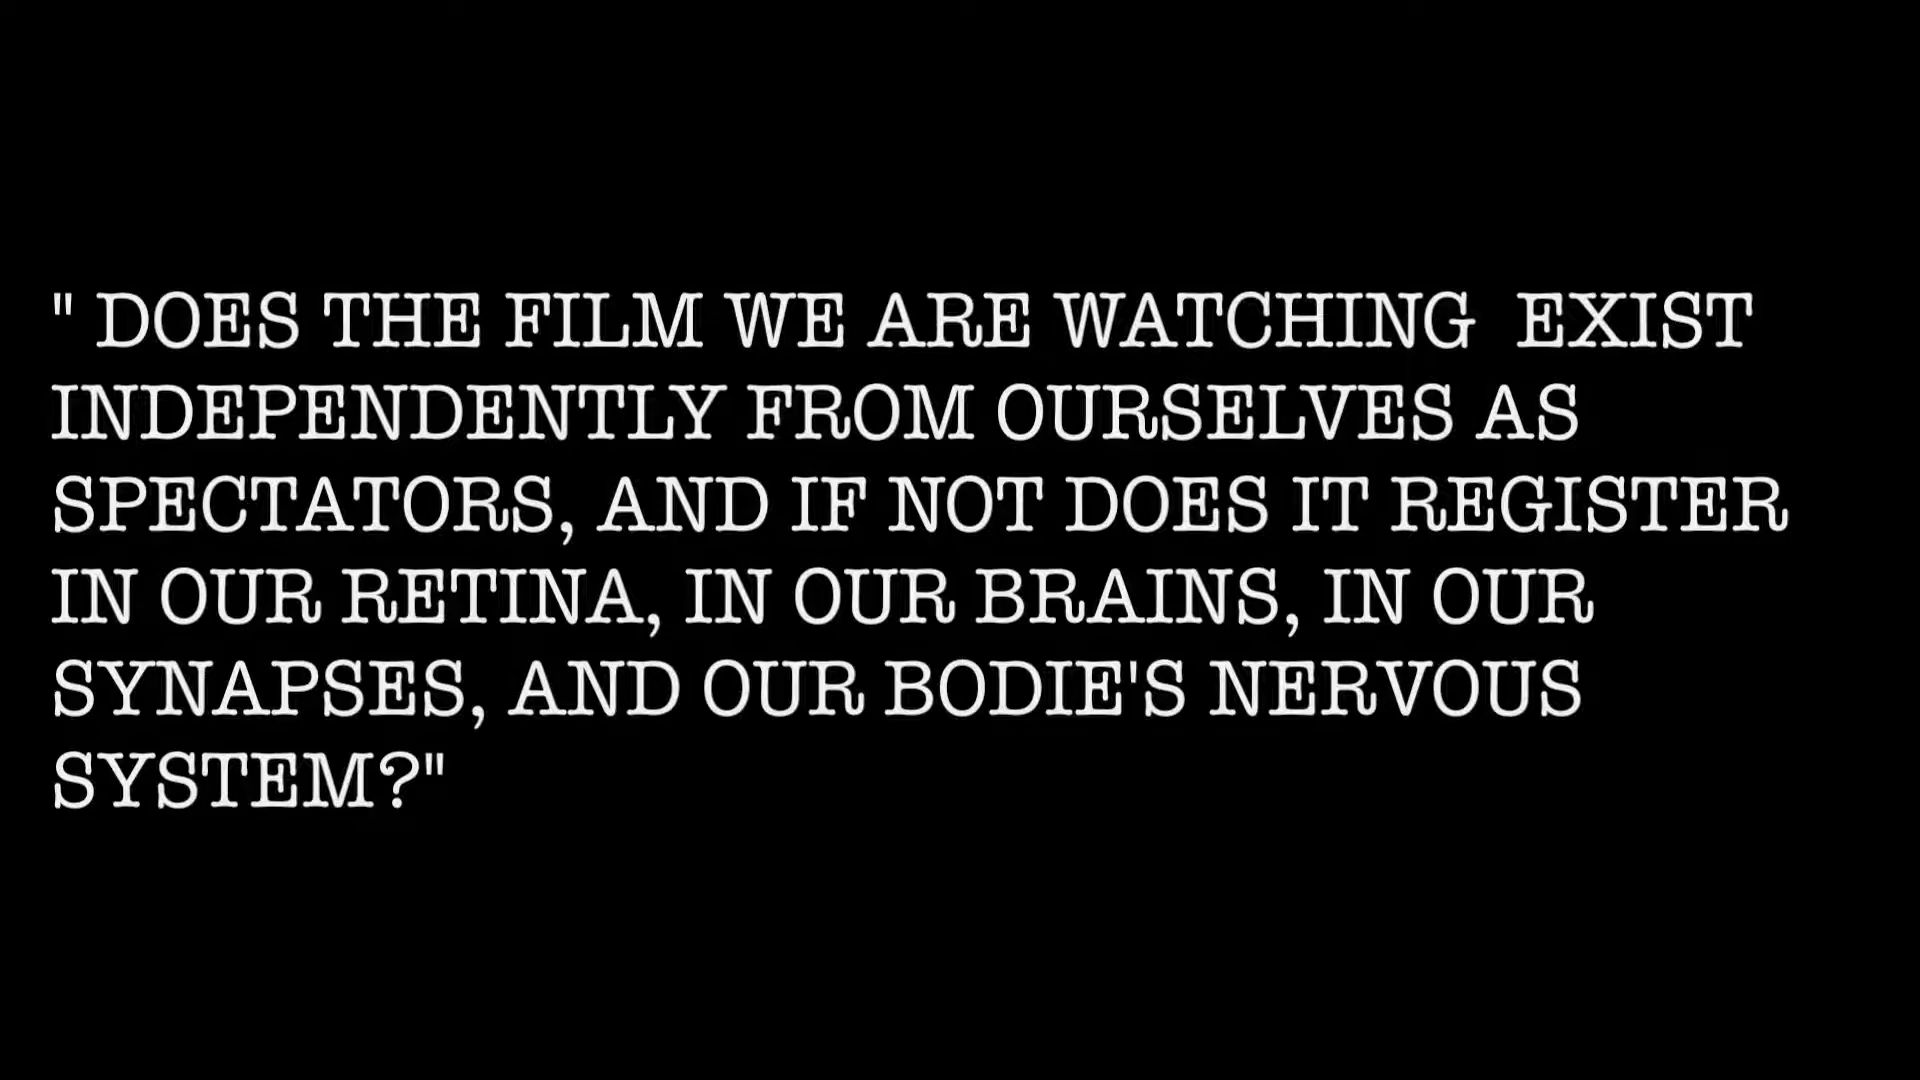 " DOES THE FILM WE ARE WATCHING  EXIST
INDEPENDENTLY FROM OURSELVES AS
SPECTATORS, AND IF NOT DOES IT REGISTER
IN OUR RETINA, IN OUR BRAINS, IN OUR
SYNAPSES, AND OUR BODIE'S NERVOUS
SYSTEM?"